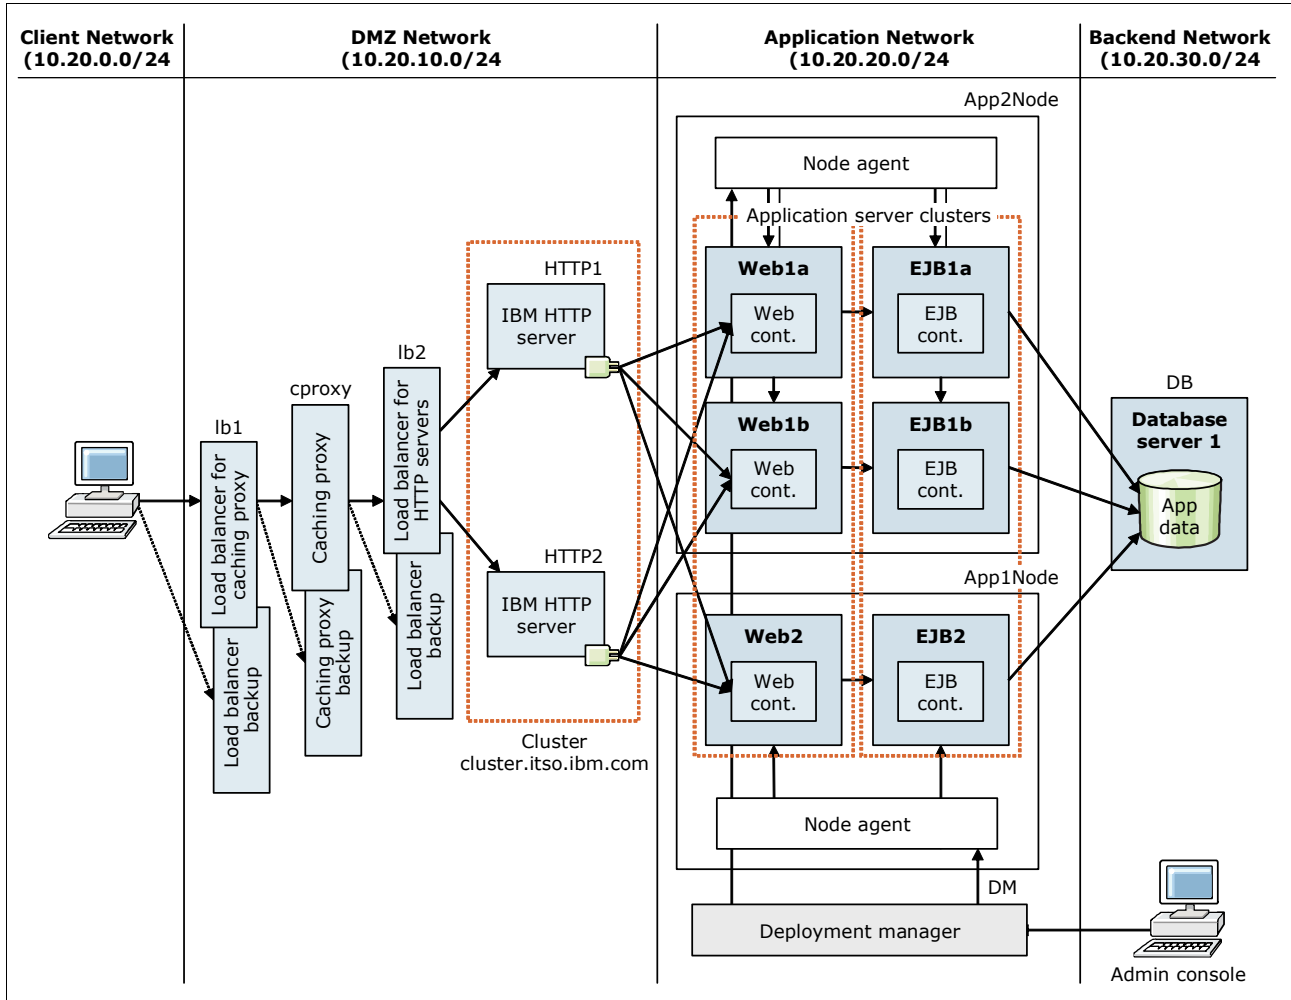 Client Network
(10.20.0.0/24
DMZ Network
(10.20.10.0/24
Application Network
(10.20.20.0/24
Backend Network
(10.20.30.0/24
App2Node
Node agent
Application server clusters
HTTP1
IBM HTTP
server
Web1a
Web
cont.
EJB1a
EJB
cont.
lb2
Load balancer for
HTTP servers
cproxy
Caching proxy
lb1
Load balancer for
caching proxy
Web1b
Web
cont.
EJB1b
EJB
cont.
DB
Database
server 1
App
data
HTTP2
IBM HTTP
server
Load balancer
backup
Caching proxy
backup
Load balancer
backup
App1Node
Web2
Web
cont.
EJB2
EJB
cont.
Cluster
cluster.itso.ibm.com
Node agent
DM
Deployment manager
Admin console